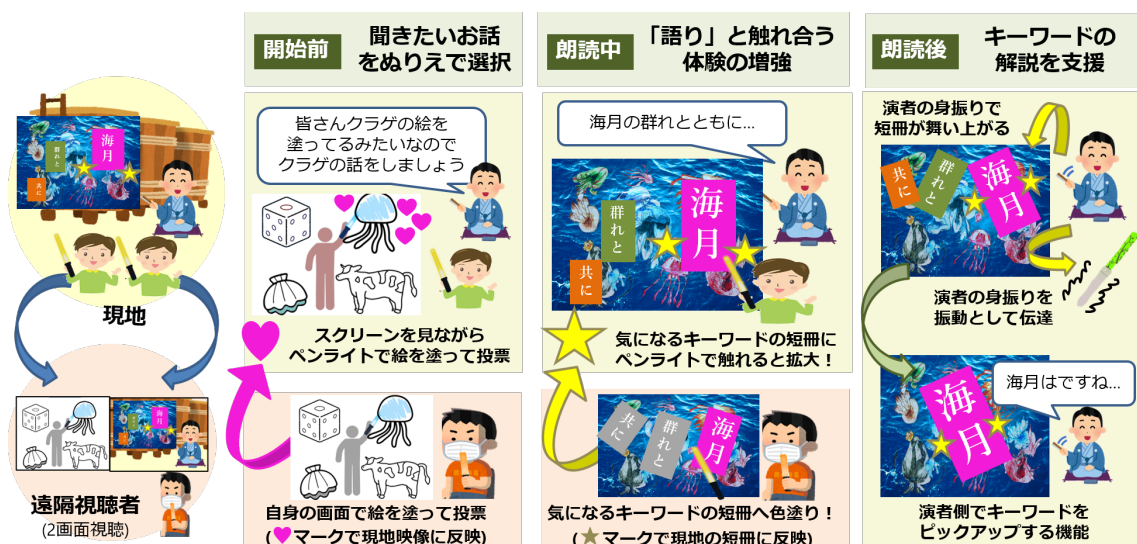 海月
群れと
共に
現地
遠隔視聴者
(2画面視聴)
海月
開始前
聞きたいお話
をぬりえで選択
皆さんクラゲの絵を
塗ってるみたいなので
クラゲの話をしましょう
スクリーンを見ながら
ペンライトで絵を塗って投票
自身の画面で絵を塗って投票
(マークで現地映像に反映)
朗読中
「語り」と触れ合う
体験の増強
海月の群れとともに…
海月
群れと
共に
気になるキーワードの短冊に
ペンライトで触れると拡大！
共に
群れと
海月
気になるキーワードの短冊へ色塗り！
(マークで現地の短冊に反映)
朗読後
キーワードの
解説を支援
演者の身振りで
短冊が舞い上がる
共に
群れと
海月
演者の身振りを
振動として伝達
海月はですね…
海月
演者側でキーワードを
ピックアップする機能